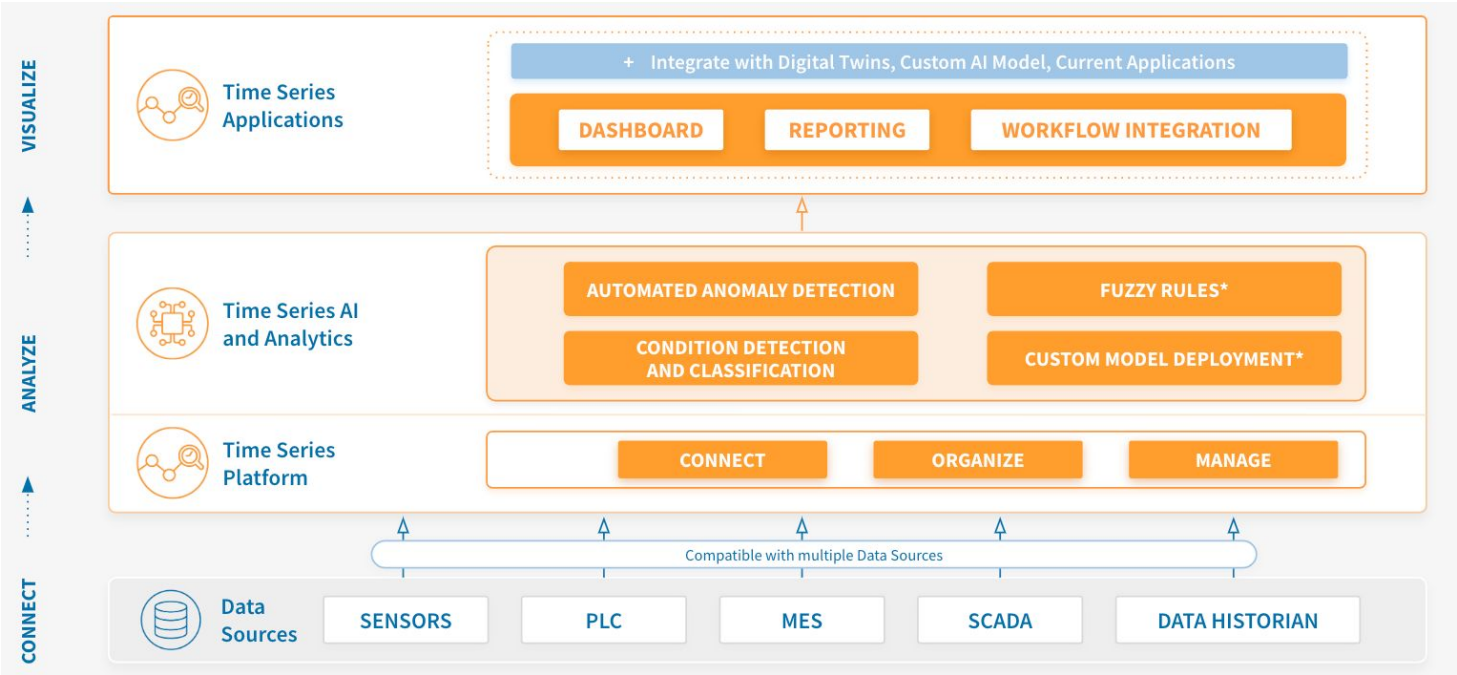 VISUALIZE
Time Series
Applications
+ Integrate with Digital Twins, Custom AI Model, Current Applications
DASHBOARD
REPORTING
WORKFLOW INTEGRATION
ANALYZE
Time Series AI
and Analytics
AUTOMATED ANOMALY DETECTION
FUZZY RULES*
CONDITION DETECTION
AND CLASSIFICATION
CUSTOM MODEL DEPLOYMENT*
Time Series
Platform
CONNECT
ORGANIZE
MANAGE
Compatible with multiple Data Sources
CONNECT
Data
Sources
SENSORS
PLC
MES
SCADA
DATA HISTORIAN